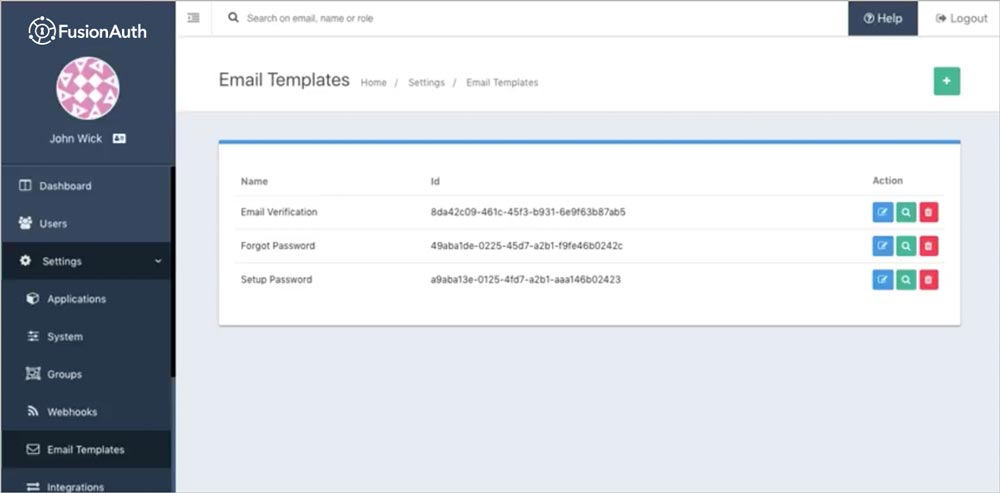 FusionAuth
Search on email, name or role
Help
Logout
John Wick
Dashboard
Users
Settings
Applications
System
Groups
Webhooks
Email Templates
Integrations
Email Templates Home / Settings / Email Templates
+
Name Id Action
Email Verification 8da42c09-461c-45f3-b931-6e9f63b87ab5
Forgot Password 49aba1de-0225-45d7-a2b1-f9fe46b0242c
Setup Password a9aba13e-0125-4fd7-a2b1-aaa146b02423